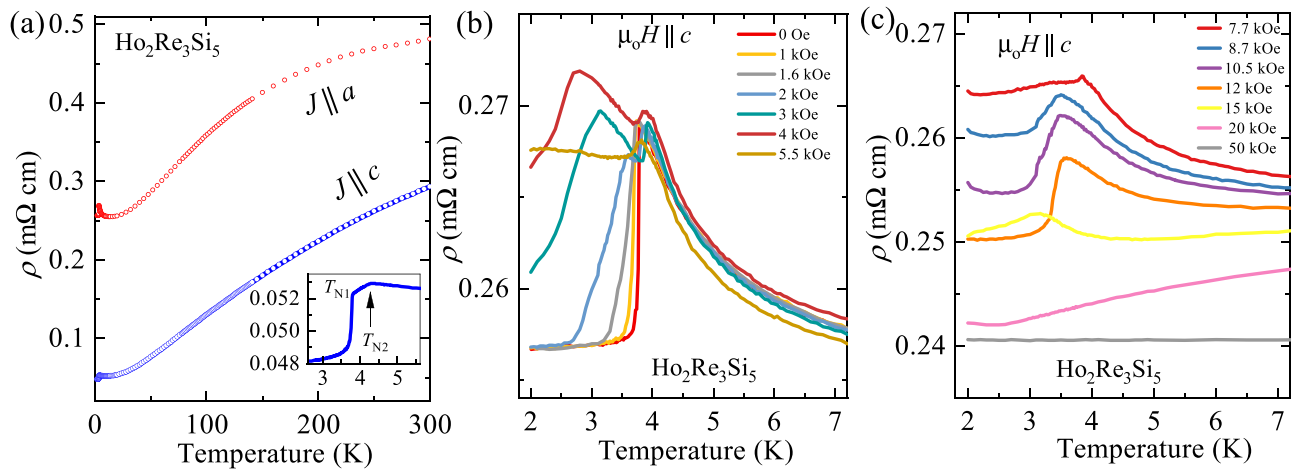 (a)
Ho2Re3Si5
J || a
J || c
TN1
TN2
0.053
0.050
0.049
0.048
3 4 5
0.5
0.4
0.3
0.2
0.1
0 100 200 300
ρ (mΩ cm)
Temperature (K)
(b)
μoH || c
0 Oe
1 kOe
1.6 kOe
2 kOe
3 kOe
4 kOe
5.5 kOe
0.27
0.26
ρ (mΩ cm)
Ho2Re3Si5
2 3 4 5 6 7
Temperature (K)
(c)
μoH || c
7.7 kOe
8.7 kOe
10.5 kOe
12 kOe
15 kOe
20 kOe
50 kOe
0.27
0.26
0.25
0.24
ρ (mΩ cm)
Ho2Re3Si5
2 3 4 5 6 7
Temperature (K)